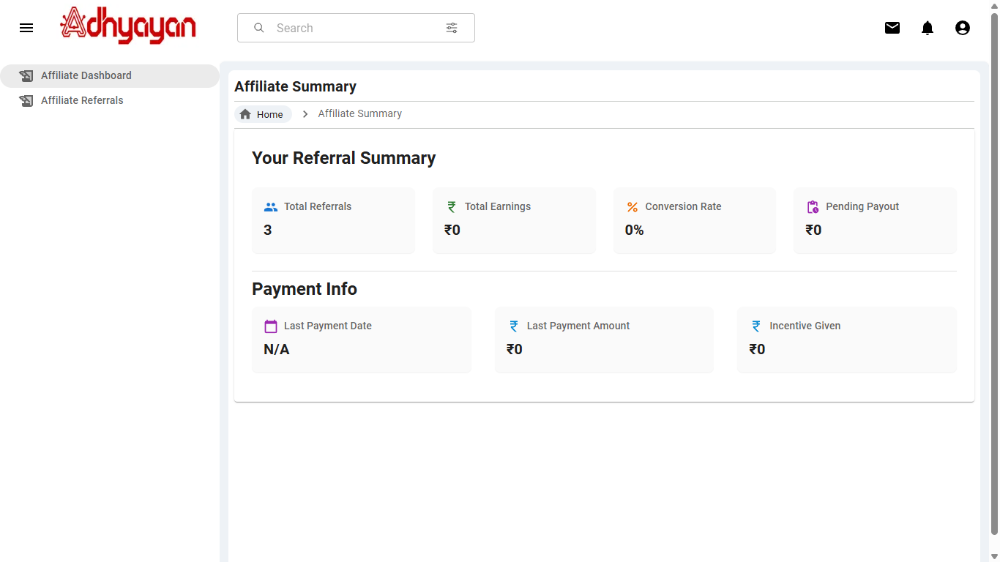 Adhyayan
Search
Affiliate Dashboard
Affiliate Referrals
Affiliate Summary
Home
Affiliate Summary
Your Referral Summary
Total Referrals
3
Total Earnings
₹0
Conversion Rate
0%
Pending Payout
₹0
Payment Info
Last Payment Date
N/A
Last Payment Amount
₹0
Incentive Given
₹0